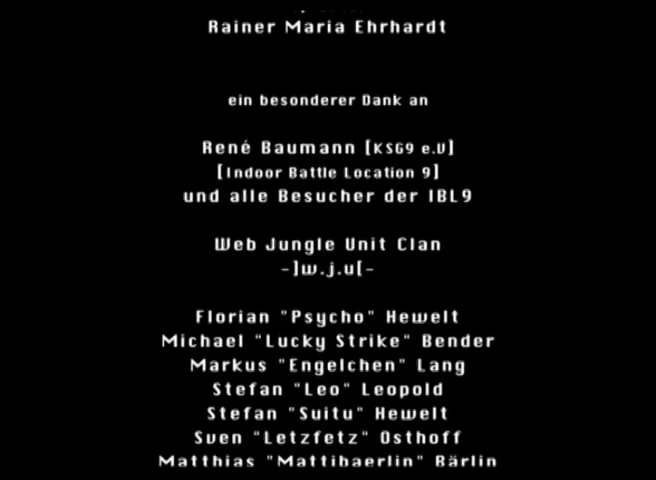 Rainer Maria Ehrhardt
ein besonderer Dank an
René Baumann [KSG9 e.V]
[Indoor Battle Location 9]
und alle Besucher der IBL9
Web Jungle Unit Clan
-]w.j.u[-
Florian "Psycho" Hewelt
Michael "Lucky Strike" Bender
Markus "Engelchen" Lang
Stefan "Leo" Leopold
Stefan "Suitu" Hewelt
Sven "Letzfetz" Osthoff
Matthias "Mattibaerlin" Bärlin